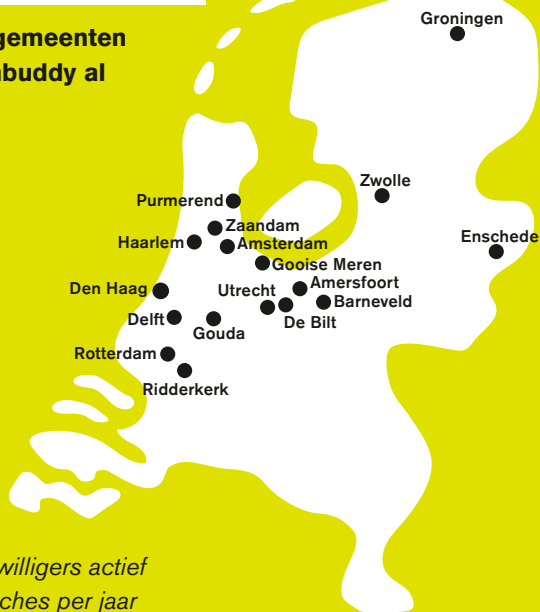 Groningen
gemeenten
buddy al
Zwolle
Purmerend
Zaandam
Haarlem
Amsterdam
Enschede
Gooise Meren
Amersfoort
Den Haag
Utrecht
Barneveld
Delft
De Bilt
Gouda
Rotterdam
Ridderkerk
willigers actief
ches per jaar